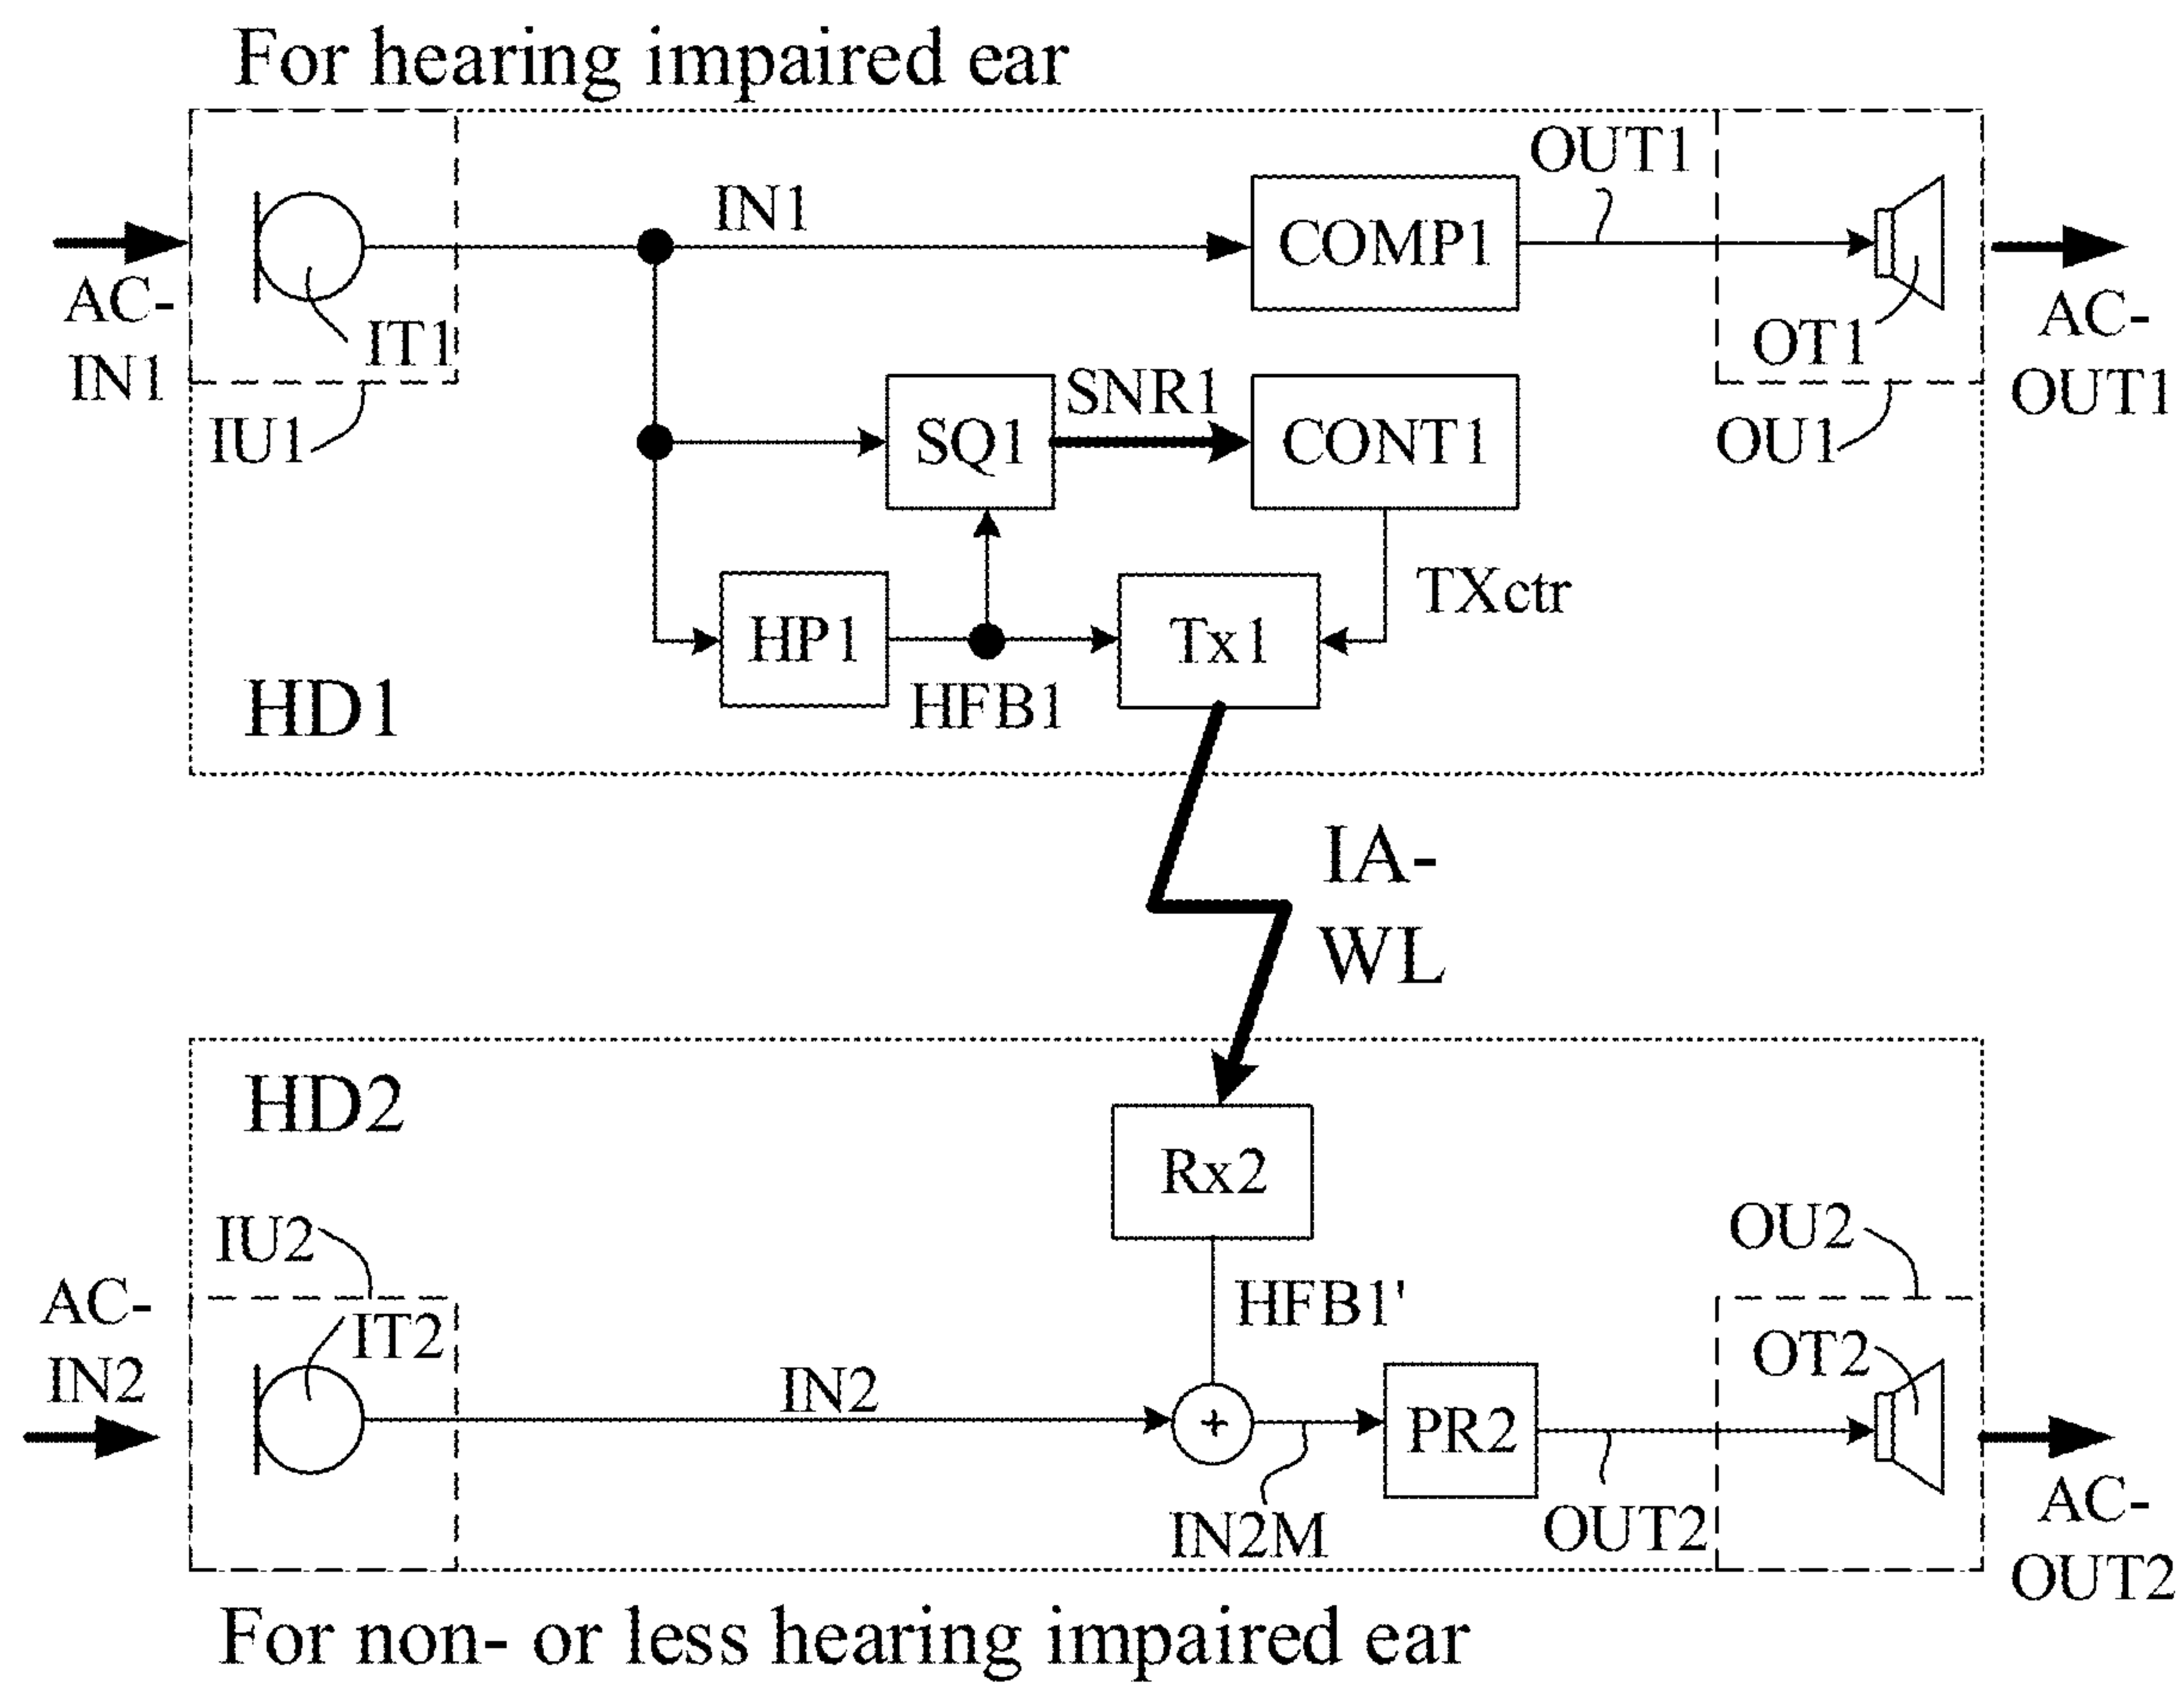 For hearing impaired ear
OUT1
IN1
COMP1
AC-
IN1
IT1
OT1
AC-
OUT1
IU1
SQ1
SNR1
CONT1
OU1
HP1
HFB1
Tx1
TXctr
HD1
IA-
WL
HD2
Rx2
IU2
OU2
AC-
IN2
IT2
HFB1'
OT2
IN2
+
PR2
IN2M
OUT2
AC-
OUT2
For non- or less hearing impaired ear